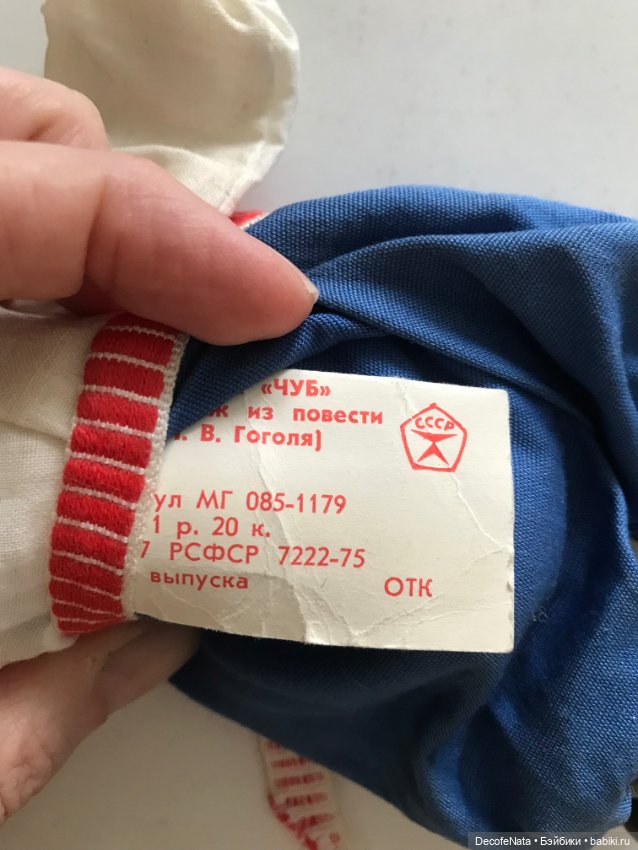 «ЧУБ»
ж из повести
. В. Гоголя)
СССР
ул МГ 085-1179
1 р. 20 к.
7 РСФСР 7222-75
выпуска
ОТК
DecofeNata • Бэйбики • babiki.ru